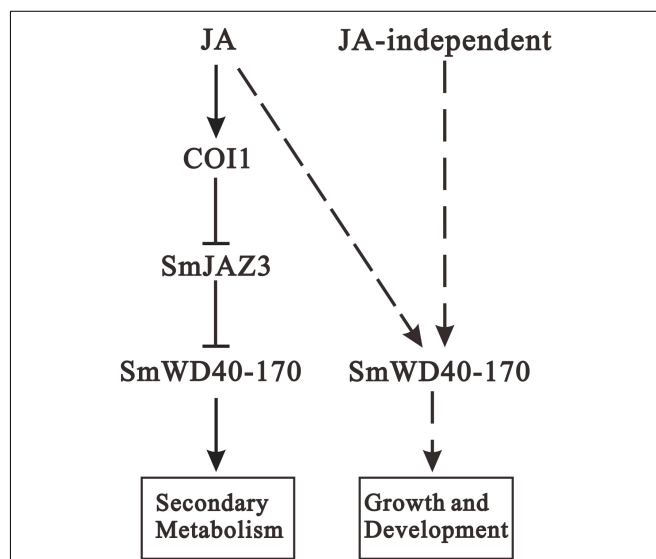 JA
JA-independent
COI1
SmJAZ3
SmWD40-170
SmWD40-170
Secondary
Metabolism
Growth and
Development